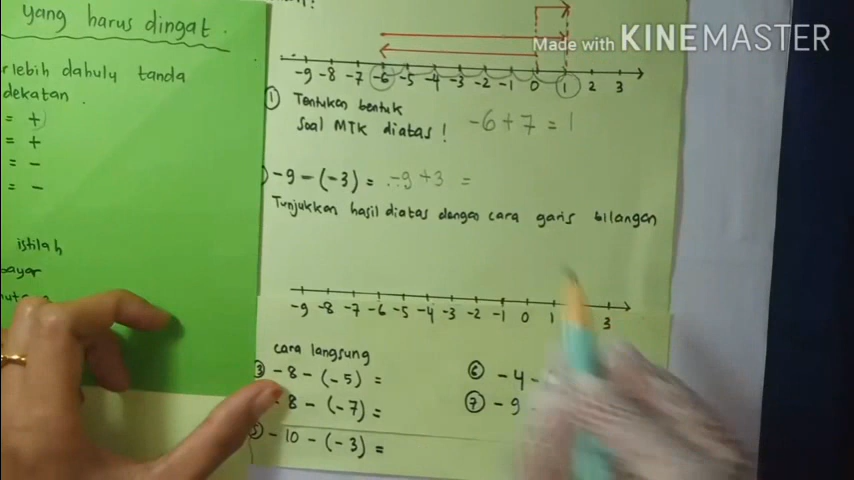 yang harus dingat.
rlebih dahulu tanda
dekatan.
= +
= +
= -
= -
istilah
bayar
Made with KINEMASTER
-9 -8 -7 -6 -5 -4 -3 -2 -1 0 1 2 3
① Tentukan bentuk
Soal MTK diatas! -6+7 = 1
-9 - (-3) = -9+3 =
Tunjukkan hasil diatas dengan cara garis bilangan
-9 -8 -7 -6 -5 -4 -3 -2 -1 0 1 3
cara langsung
③ -8 - (-5) =
8 - (-7) =
-10 - (-3) =
⑥ -4 -
⑦ -9